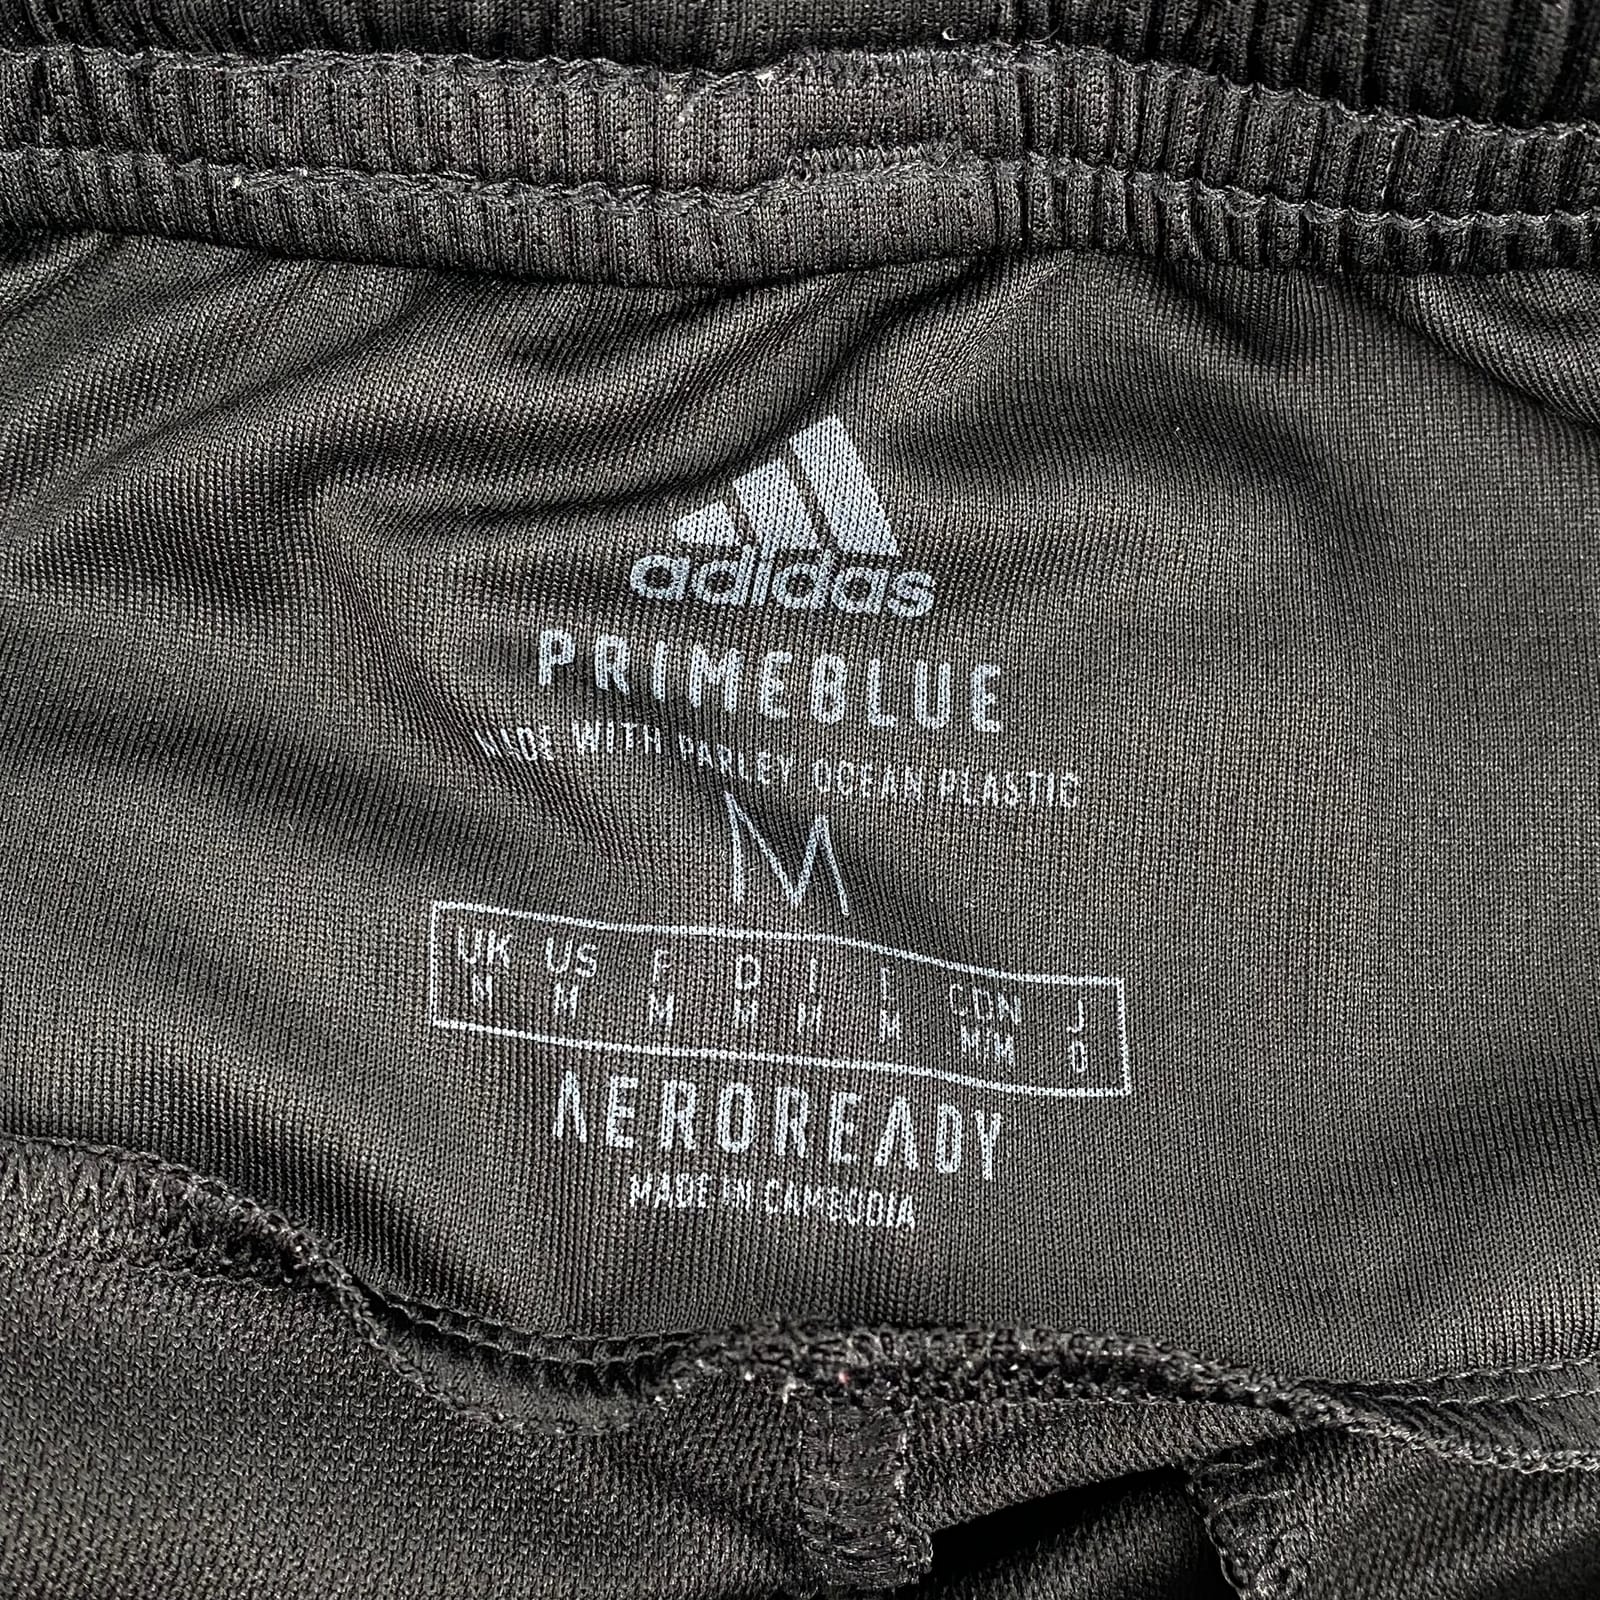 adidas
PRIMEBLUE
MADE WITH PARLEY OCEAN PLASTIC
M
UK US F D I E CDN J
M M M M M M M/M O
AEROREADY
MADE IN CAMBODIA